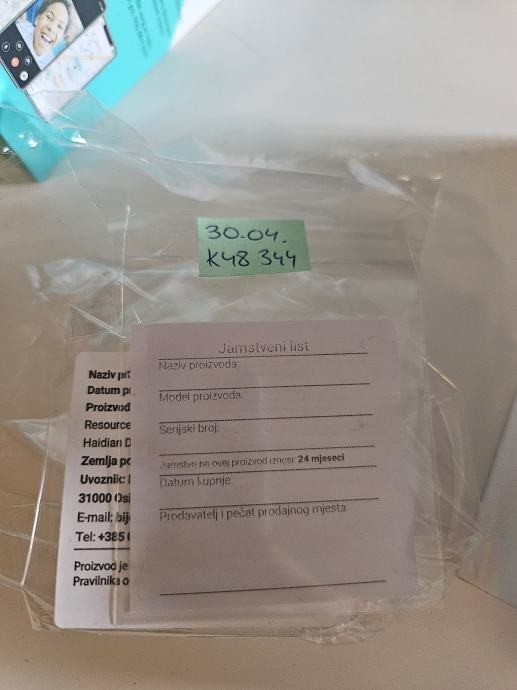 30.04.
K48 344
Jamstveni list
Naziv proizvoda:
Model proizvoda:
Serijski broj:
Jamstvo na ovaj proizvod iznosi: 24 mjeseci
Datum kupnje
Prodavatelj i pečat prodajnog mjesta
Naziv
Datum
Proizvod
Resource
Haidian D
Zemlja
Uvoznik:
31000
E-mail:
Tel: +385
Proizvod je
Pravilnika o